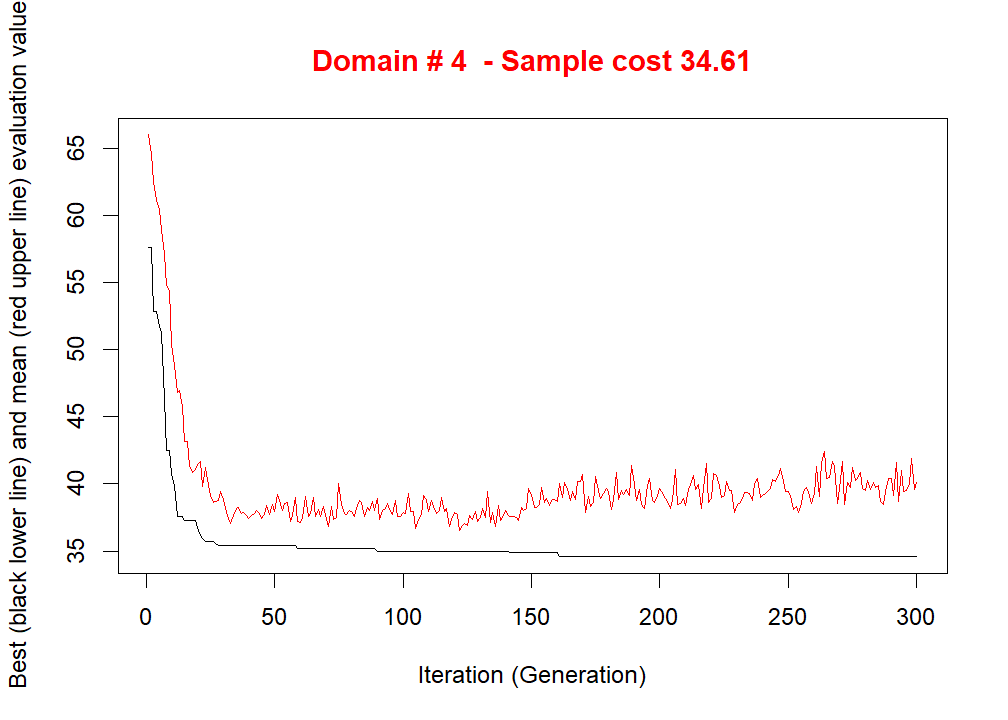 Domain # 4  - Sample cost 34.61
Best (black lower line) and mean (red upper line) evaluation value
65
60
55
50
45
40
35
0 50 100 150 200 250 300
Iteration (Generation)